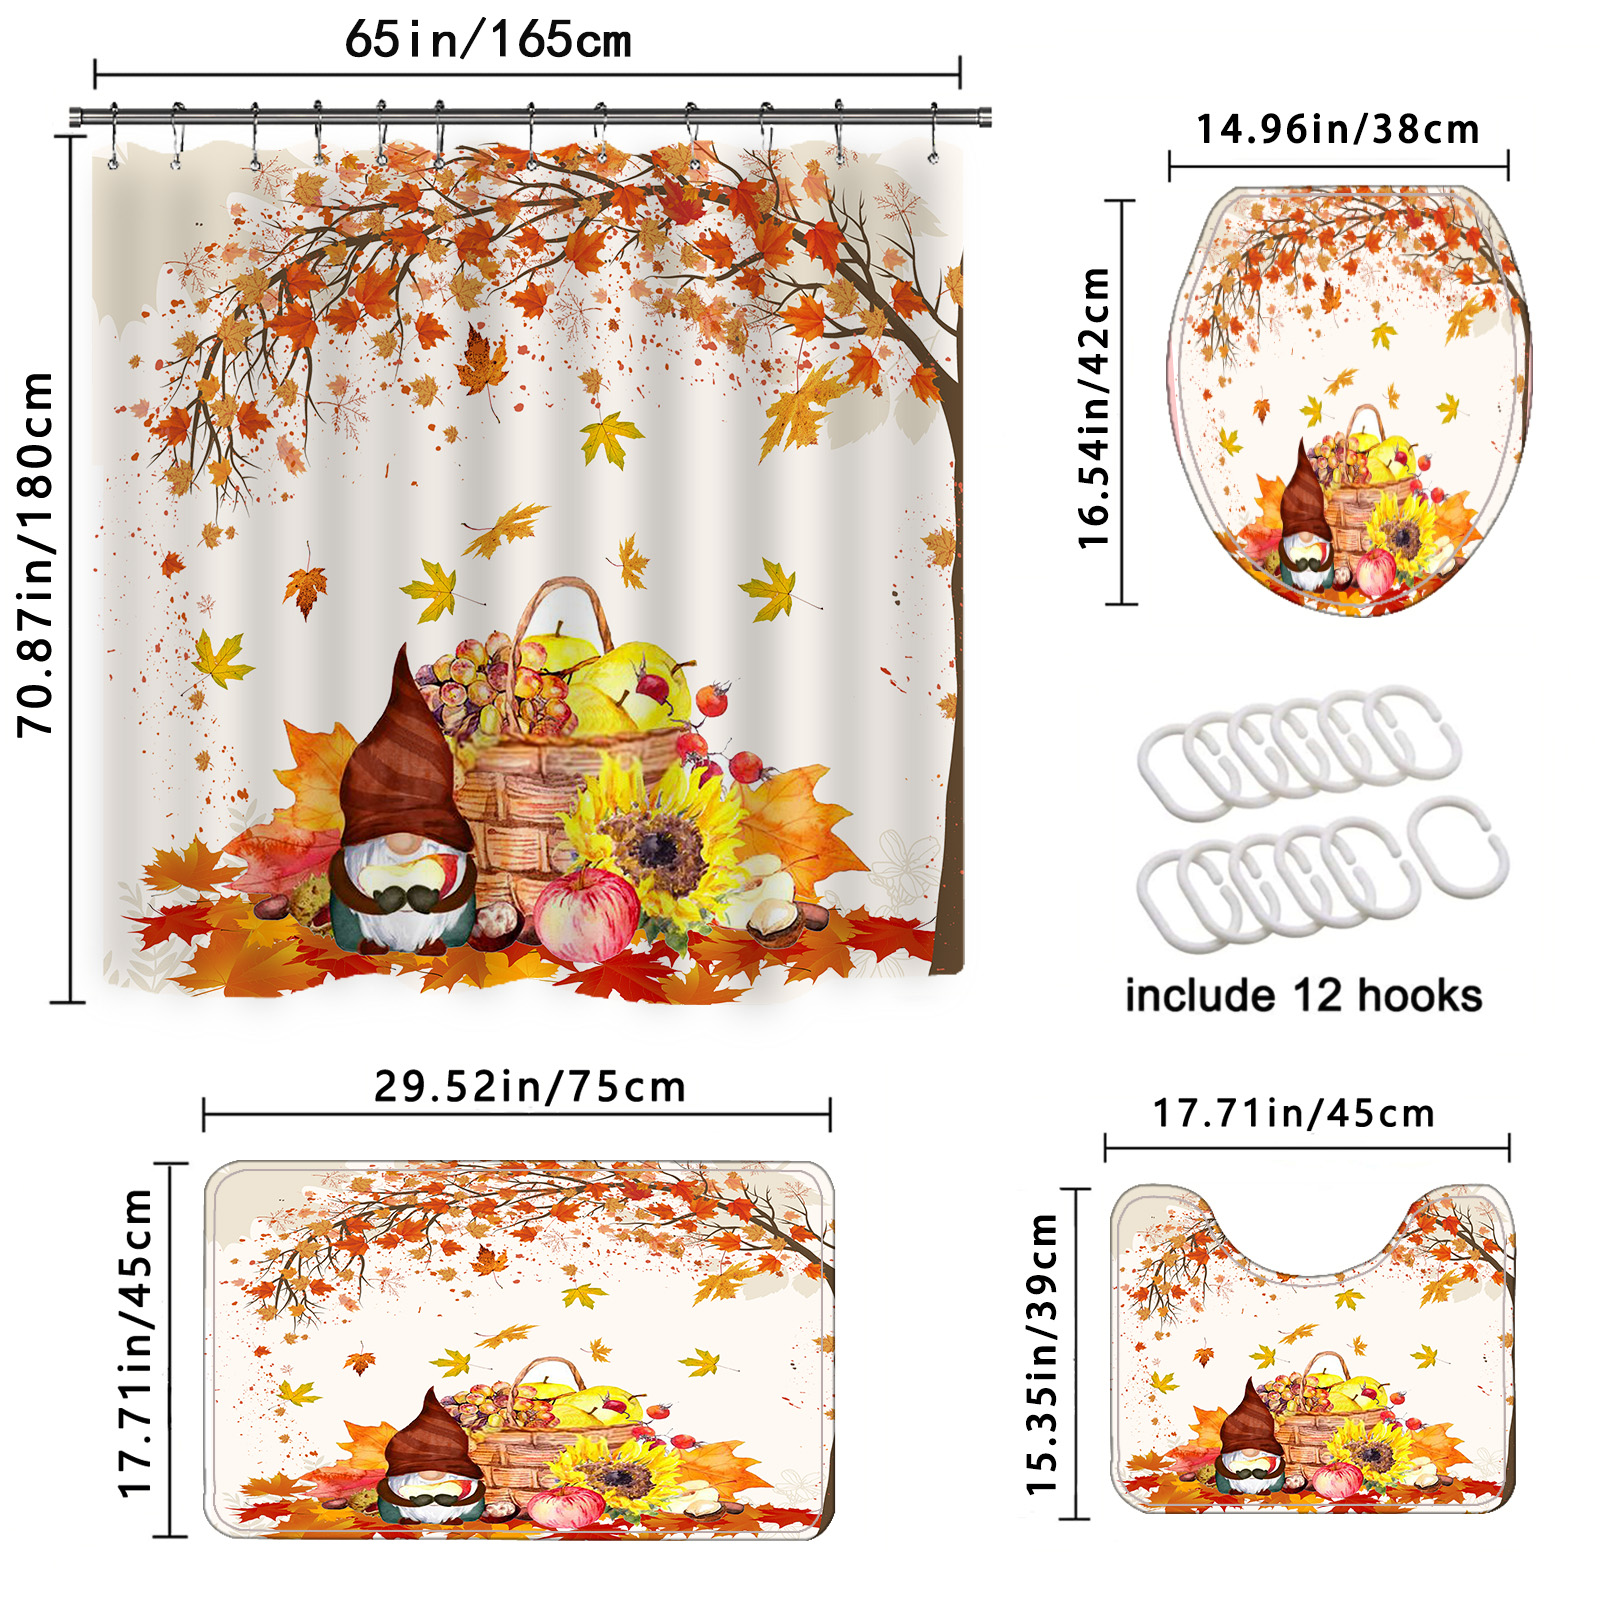 65in/165cm
14.96in/38cm
70.87in/180cm
16.54in/42cm
include 12 hooks
29.52in/75cm
17.71in/45cm
17.71in/45cm
15.35in/39cm